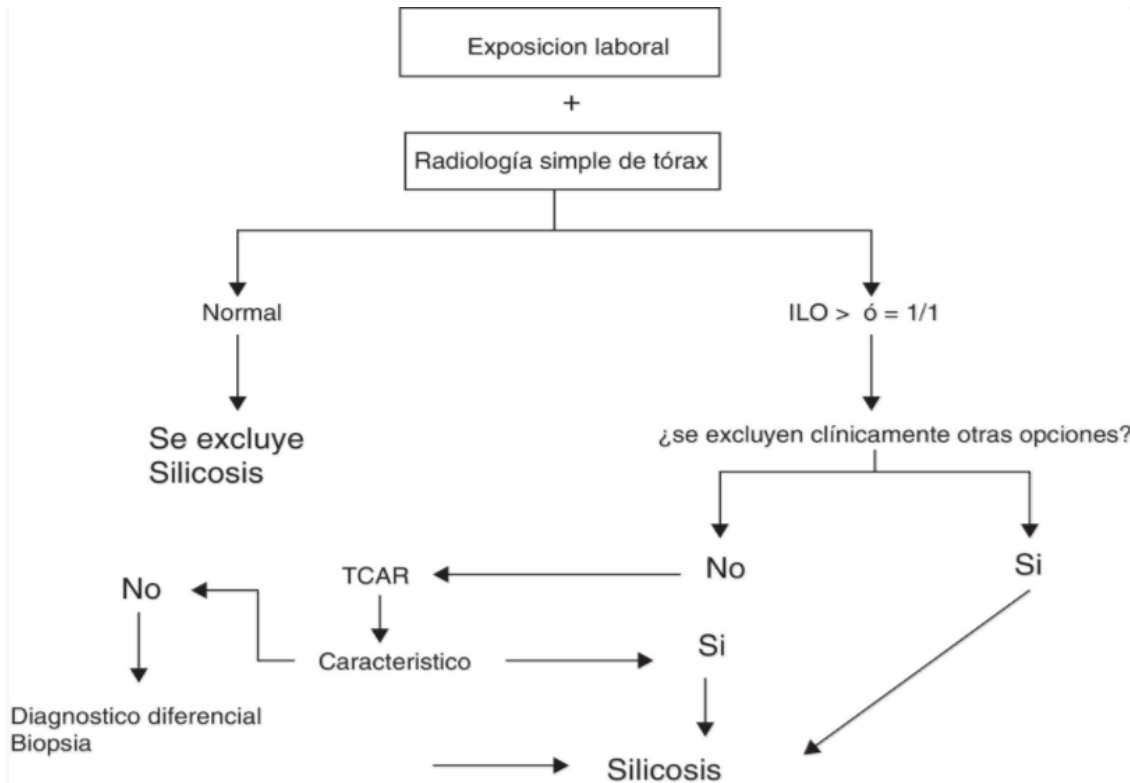 Exposicion laboral
+
Radiología simple de tórax
Normal
ILO > ó = 1/1
Se excluye
Silicosis
¿se excluyen clínicamente otras opciones?
No
Si
TCAR
No
Caracteristico
Si
Diagnostico diferencial
Biopsia
Silicosis